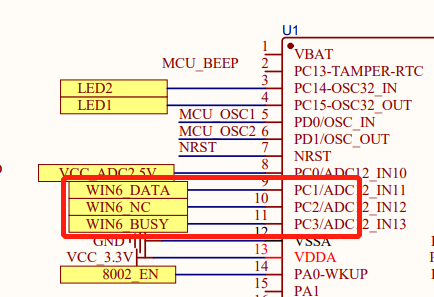 U1
1 VBAT
MCU_BEEP 2 PC13-TAMPER-RTC
LED2 3 PC14-OSC32_IN
LED1 4 PC15-OSC32_OUT
MCU_OSC1 5 PD0/OSC_IN
MCU_OSC2 6 PD1/OSC_OUT
NRST 7 NRST
VCC_ADC2.5V 8 PC0/ADC12_IN10
WIN6_DATA 9 PC1/ADC12_IN11
WIN6_NC 10 PC2/ADC12_IN12
WIN6_BUSY 11 PC3/ADC12_IN13
GND 12 VSSA
VCC_3.3V 13 VDDA
8002_EN 14 PA0-WKUP
15 PA1